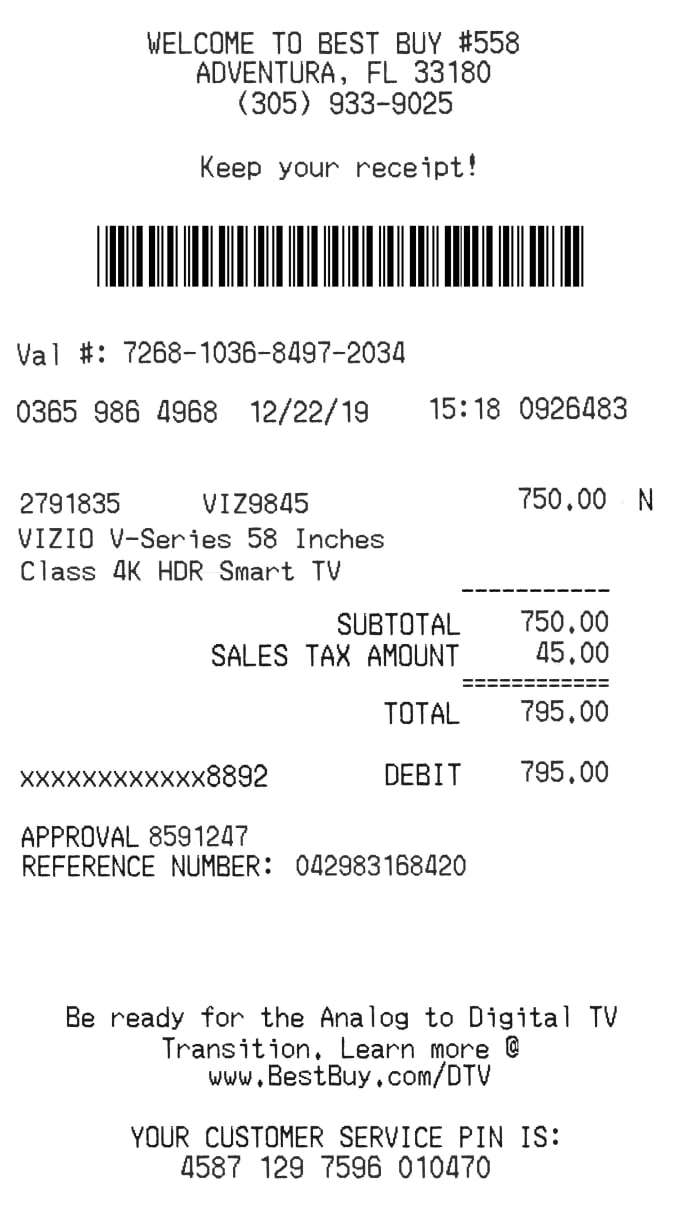 WELCOME TO BEST BUY #558
ADVENTURA, FL 33180
(305) 933-9025
Keep your receipt!
Val #: 7268-1036-8497-2034
0365 986 4968 12/22/19 15:18 0926483
2791835 VIZ9845 750.00 N
VIZIO V-Series 58 Inches
Class 4K HDR Smart TV
-----------
SUBTOTAL 750.00
SALES TAX AMOUNT 45.00
============
TOTAL 795.00
xxxxxxxxxxxx8892 DEBIT 795.00
APPROVAL 8591247
REFERENCE NUMBER: 042983168420
Be ready for the Analog to Digital TV
Transition. Learn more @
www.BestBuy.com/DTV
YOUR CUSTOMER SERVICE PIN IS:
4587 129 7596 010470